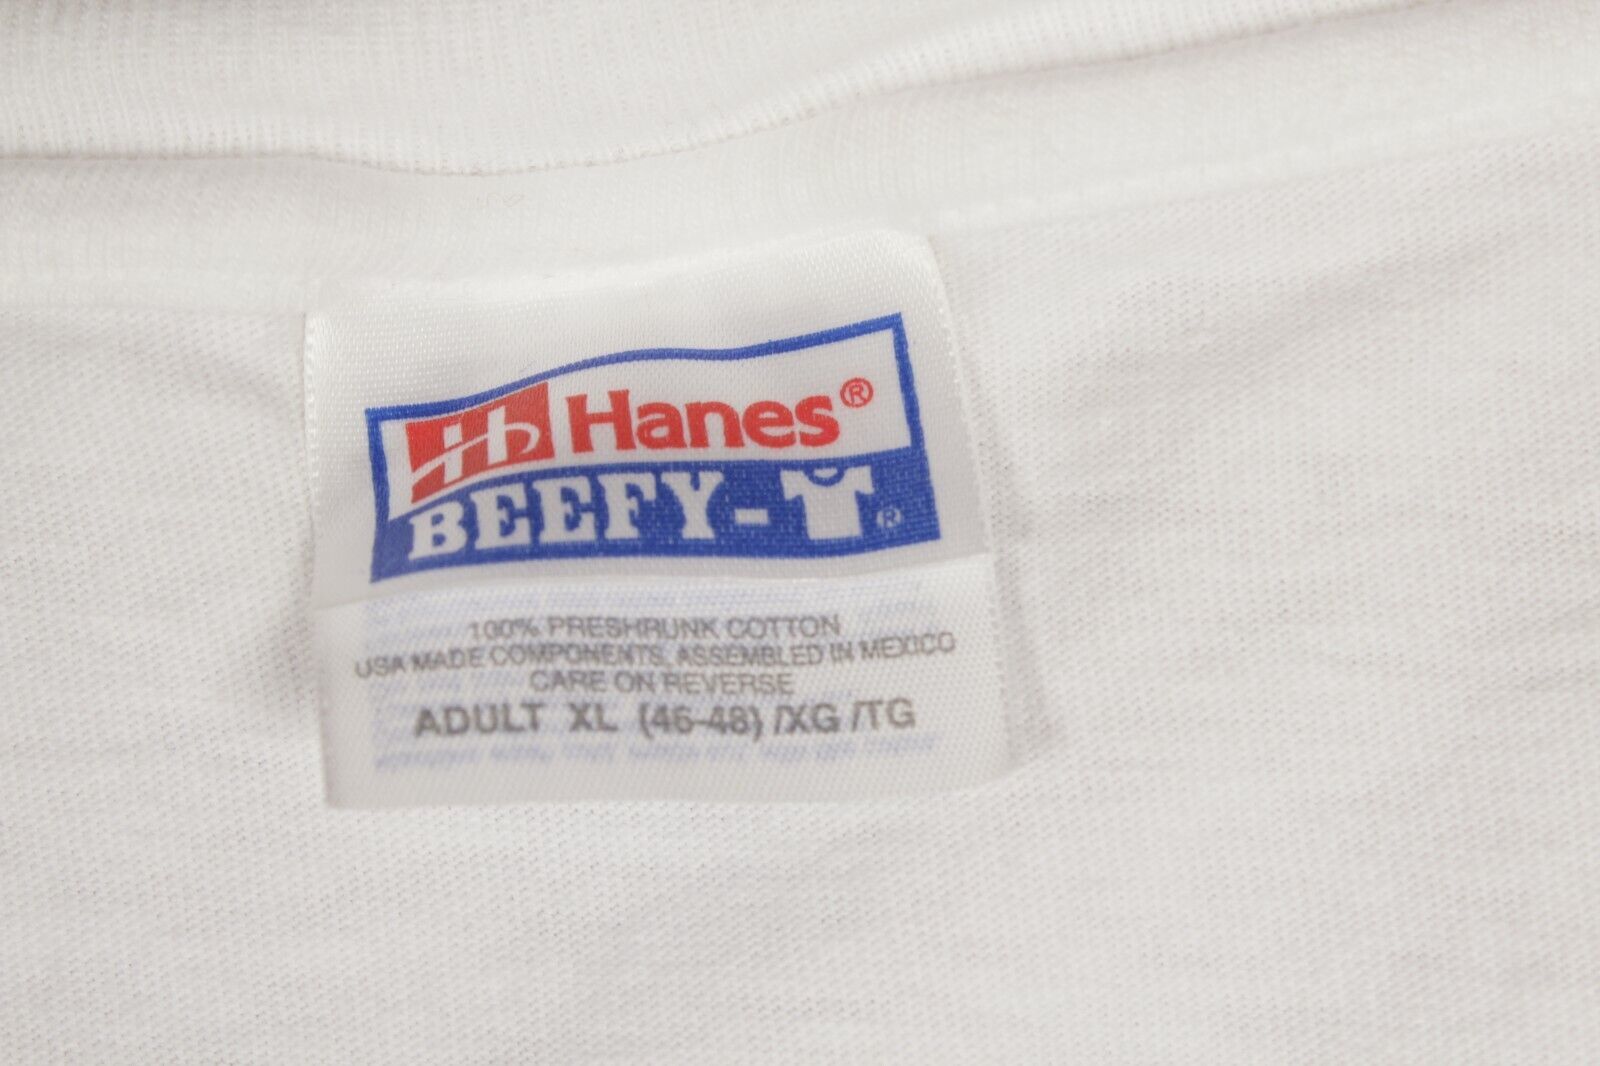 Hanes®
BEEFY-T®
100% PRESHRUNK COTTON
USA MADE COMPONENTS, ASSEMBLED IN MEXICO
CARE ON REVERSE
ADULT XL (46-48) /XG /TG